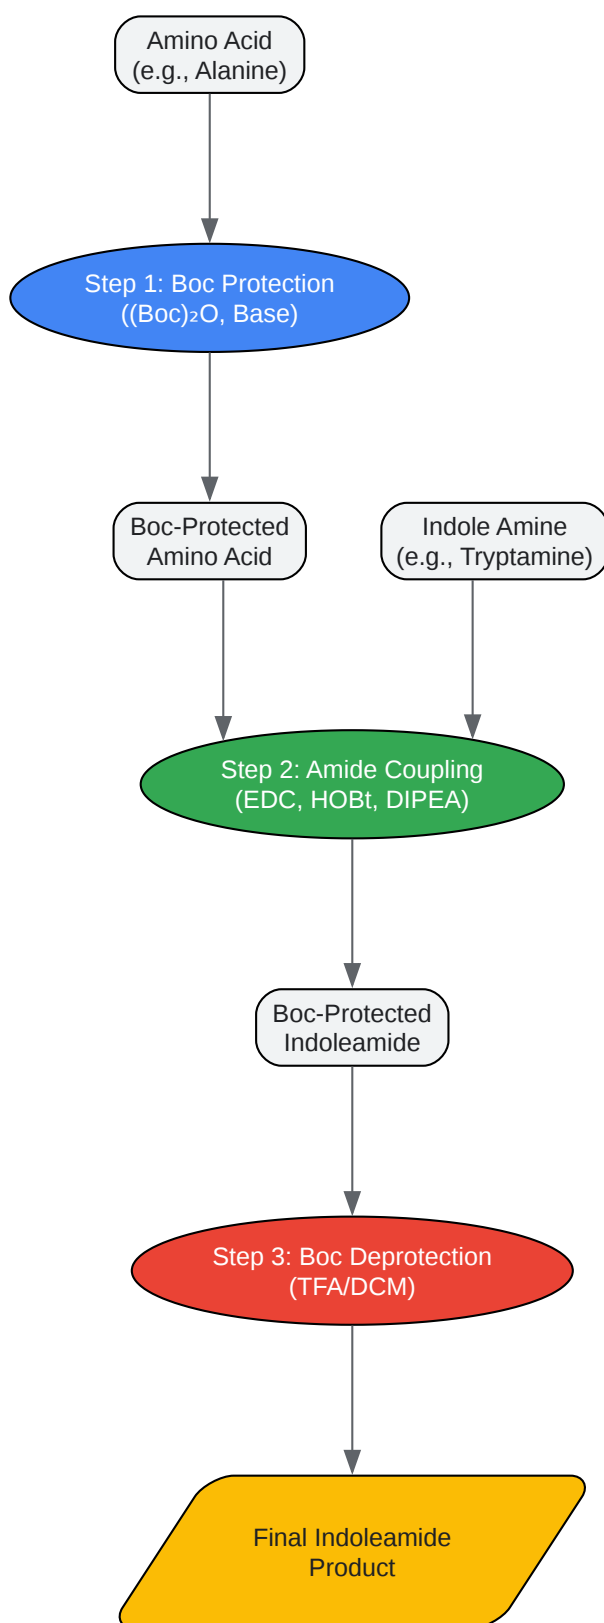 Amino Acid
(e.g., Alanine)
Step 1: Boc Protection
((Boc)₂O, Base)
Boc-Protected
Amino Acid
Indole Amine
(e.g., Tryptamine)
Step 2: Amide Coupling
(EDC, HOBt, DIPEA)
Boc-Protected
Indoleamide
Step 3: Boc Deprotection
(TFA/DCM)
Final Indoleamide
Product